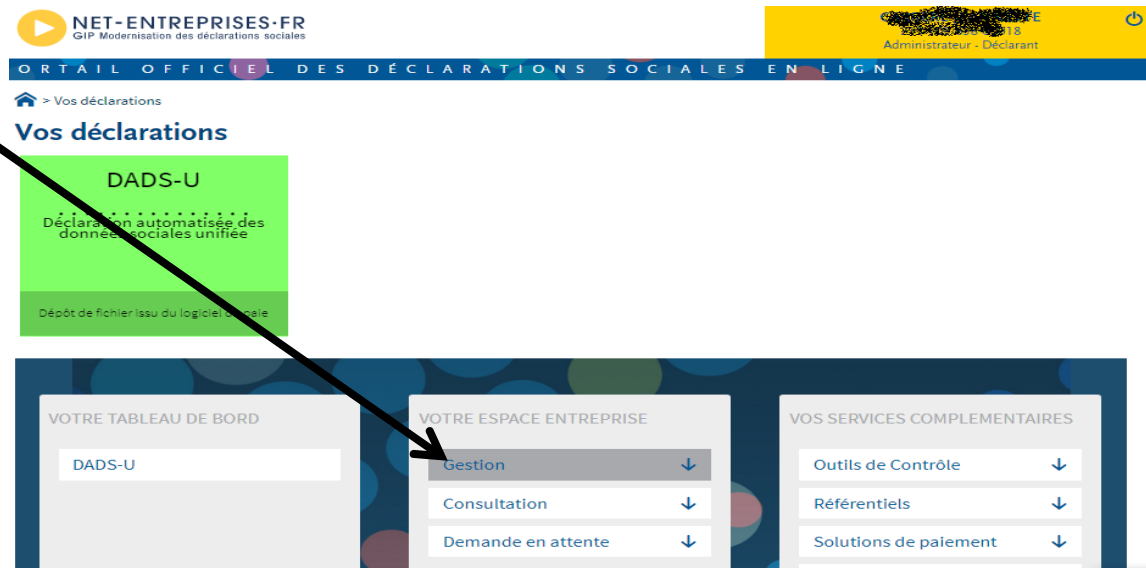 NET-ENTREPRISES·FR
GIP Modernisation des déclarations sociales
Administrateur - Déclarant
ORTAIL OFFICIEL DES DÉCLARATIONS SOCIALES EN LIGNE
> Vos déclarations
Vos déclarations
DADS-U
Déclaration automatisée des
données sociales unifiée
Dépôt de fichier issu du logiciel de paie
VOTRE TABLEAU DE BORD
DADS-U
VOTRE ESPACE ENTREPRISE
Gestion
Consultation
Demande en attente
VOS SERVICES COMPLEMENTAIRES
Outils de Contrôle
Référentiels
Solutions de paiement